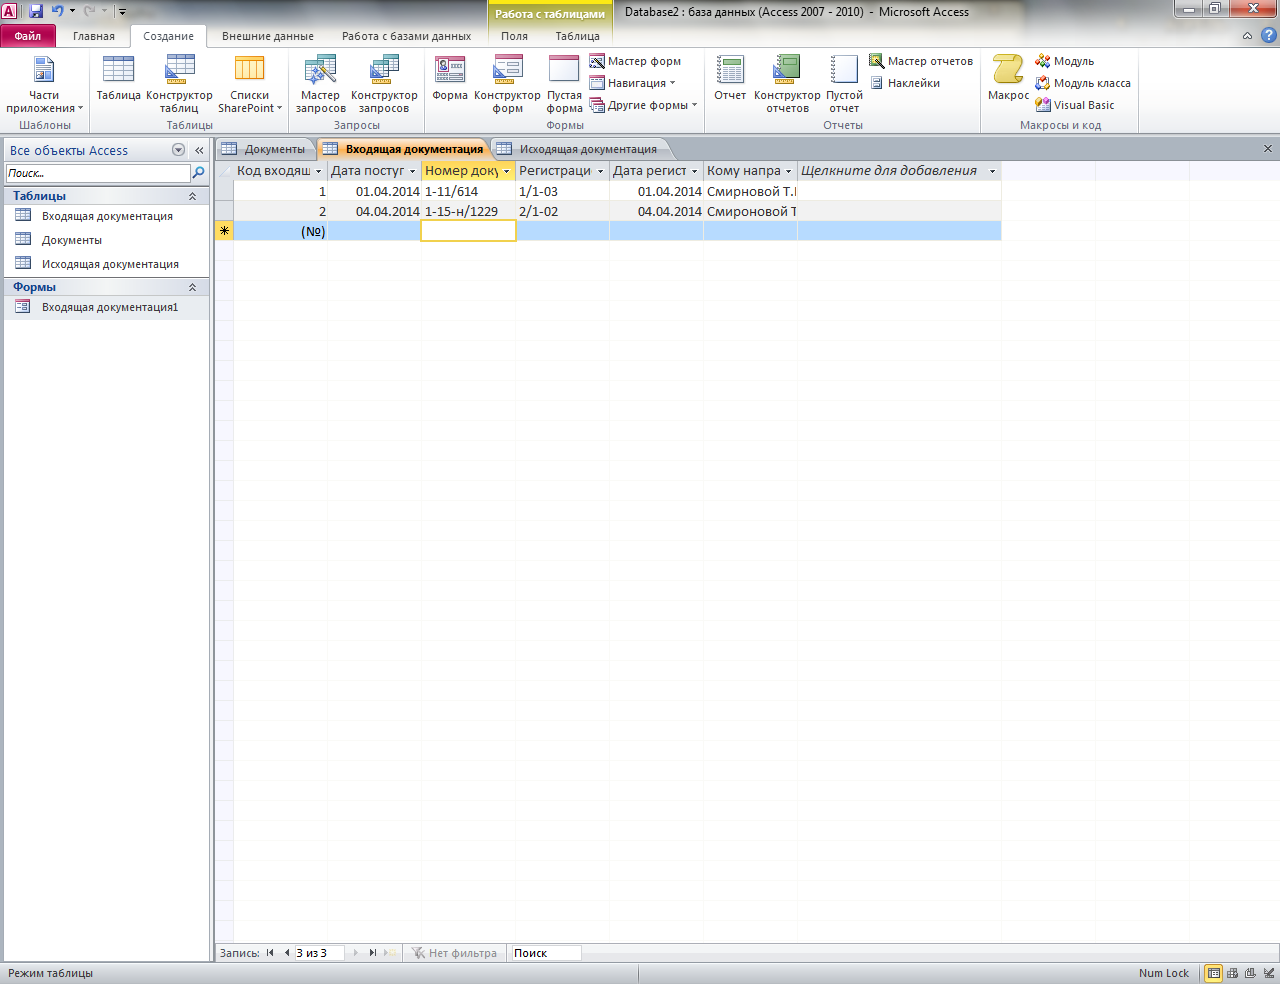 Работа с таблицами
Database2 : база данных (Access 2007 - 2010) - Microsoft Access
Файл Главная Создание Внешние данные Работа с базами данных Поля Таблица
Части приложения
Таблица
Конструктор таблиц
Списки SharePoint
Мастер запросов
Конструктор запросов
Форма
Конструктор форм
Пустая форма
Мастер форм
Навигация
Другие формы
Отчет
Конструктор отчетов
Пустой отчет
Мастер отчетов
Наклейки
Макрос
Модуль
Модуль класса
Visual Basic
Шаблоны Таблицы Запросы Формы Отчеты Макросы и код
Все объекты Access
Поиск...
Таблицы
Входящая документация
Документы
Исходящая документация
Формы
Входящая документация1
Документы Входящая документация Исходящая документация
Код входящ Дата поступ Номер доку Регистраци Дата регист Кому напра Щелкните для добавления
1 01.04.2014 1-11/614 1/1-03 01.04.2014 Смирновой Т.
2 04.04.2014 1-15-н/1229 2/1-02 04.04.2014 Смироновой Т
(№)
Запись: 3 из 3 Нет фильтра Поиск
Режим таблицы Num Lock